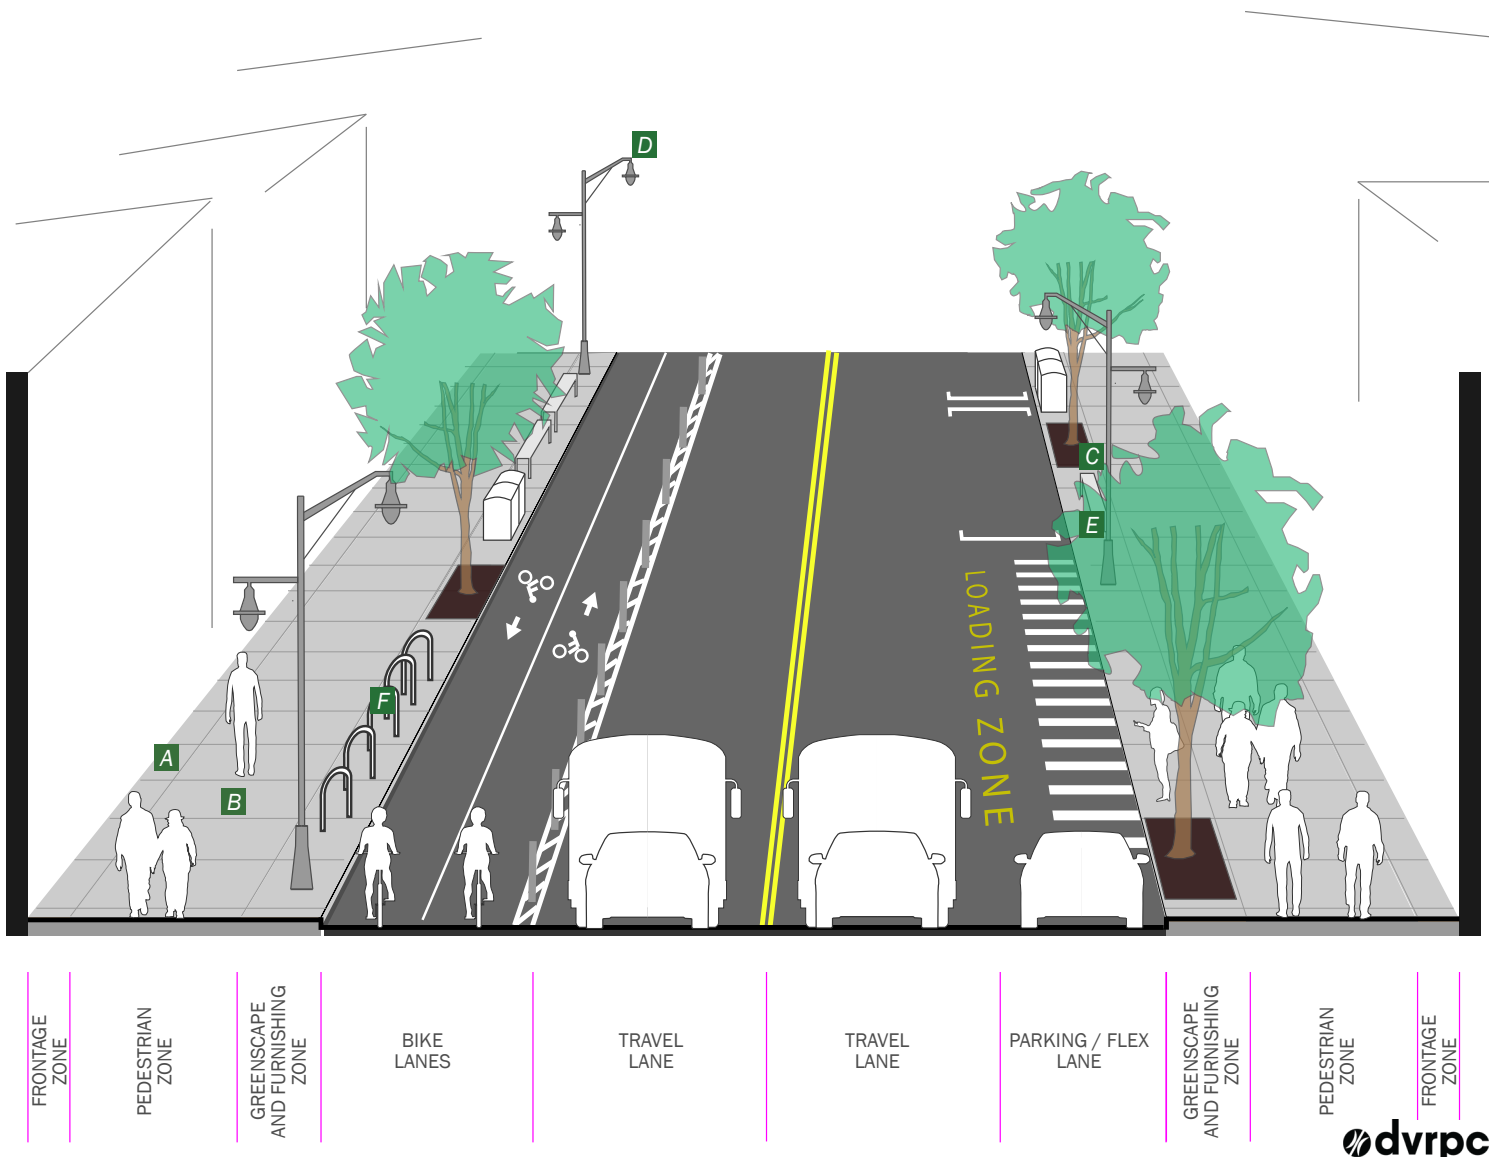 D
C
E
LOADING ZONE
F
A
B
FRONTAGE
ZONE
PEDESTRIAN
ZONE
GREENSCAPE
AND FURNISHING
ZONE
BIKE
LANES
TRAVEL
LANE
TRAVEL
LANE
PARKING / FLEX
LANE
GREENSCAPE
AND FURNISHING
ZONE
PEDESTRIAN
ZONE
FRONTAGE
ZONE
dvrpc